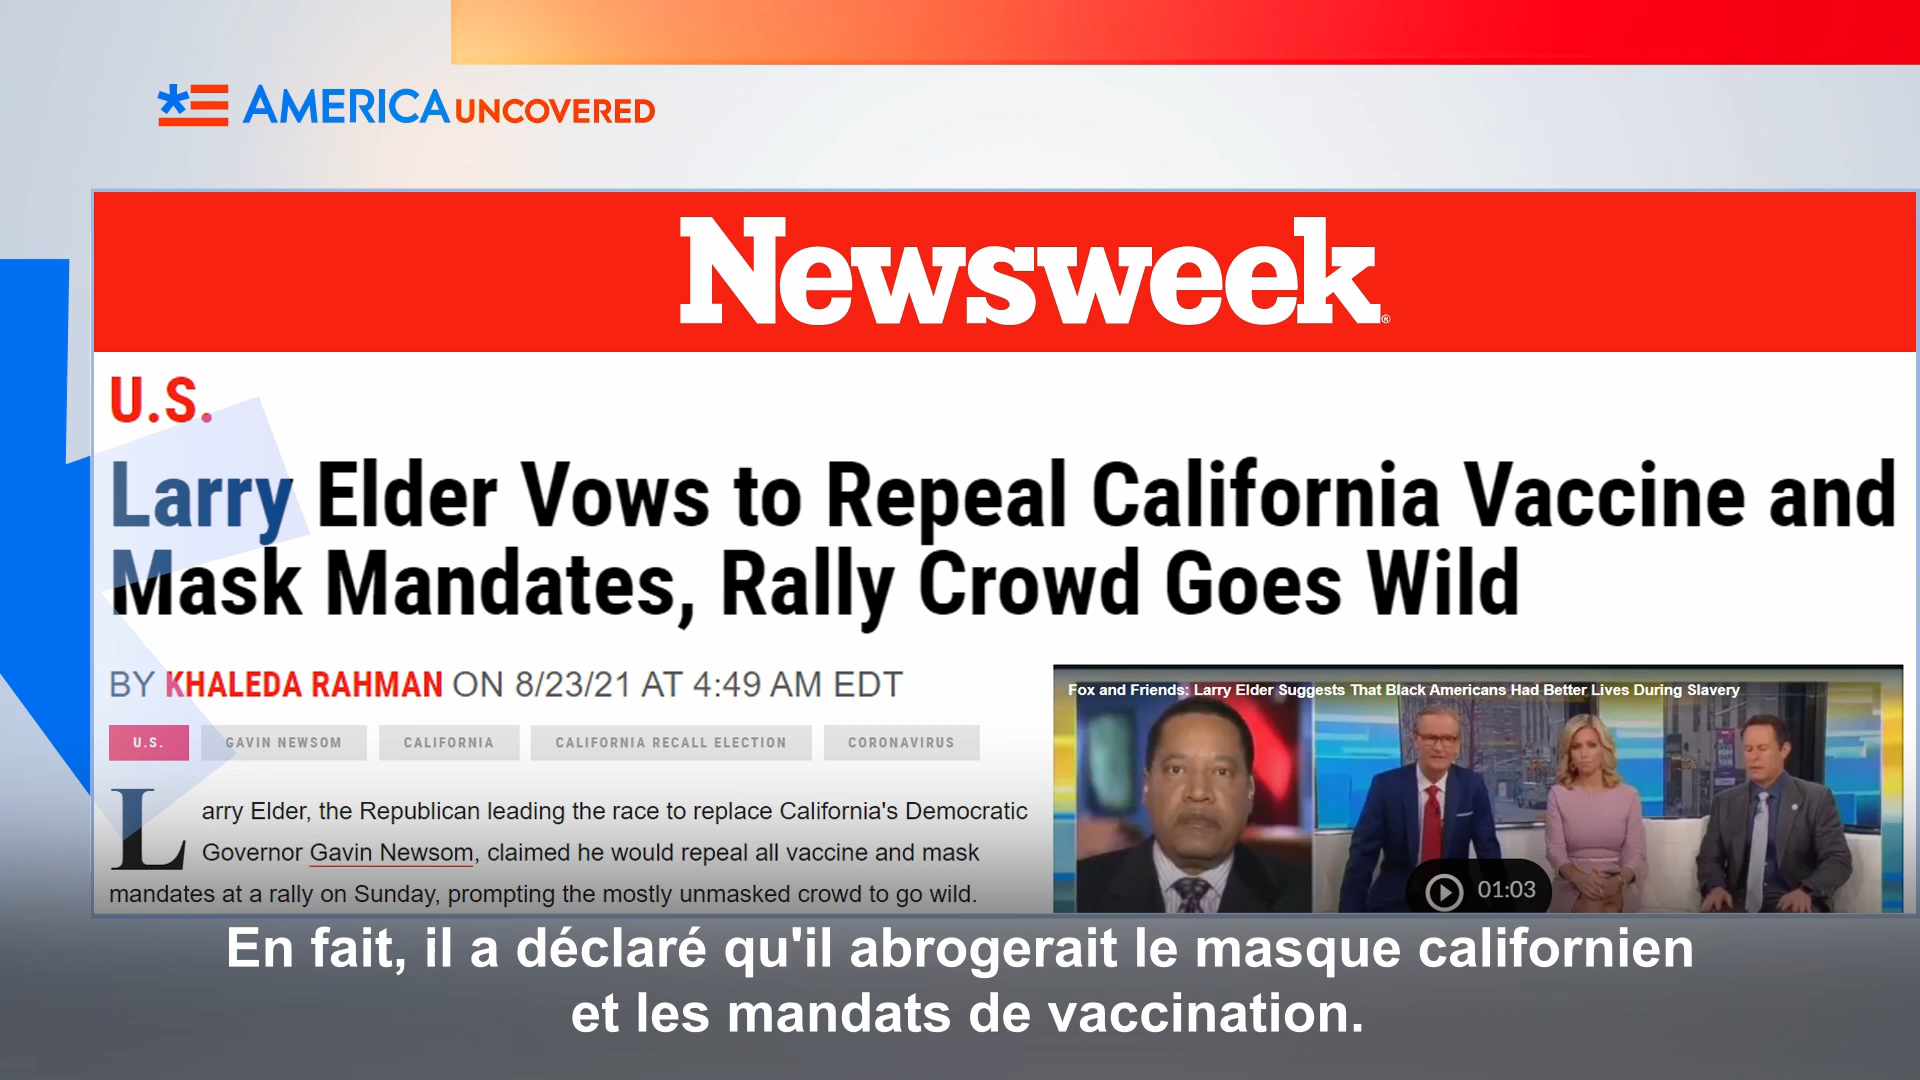 AMERICA UNCOVERED
Newsweek®
U.S.
Larry Elder Vows to Repeal California Vaccine and
Mask Mandates, Rally Crowd Goes Wild
BY KHALEDA RAHMAN ON 8/23/21 AT 4:49 AM EDT
U.S. GAVIN NEWSOM CALIFORNIA CALIFORNIA RECALL ELECTION CORONAVIRUS
Larry Elder, the Republican leading the race to replace California's Democratic
Governor Gavin Newsom, claimed he would repeal all vaccine and mask
mandates at a rally on Sunday, prompting the mostly unmasked crowd to go wild.
Fox and Friends: Larry Elder Suggests That Black Americans Had Better Lives During Slavery
01:03
En fait, il a déclaré qu'il abrogerait le masque californien
et les mandats de vaccination.